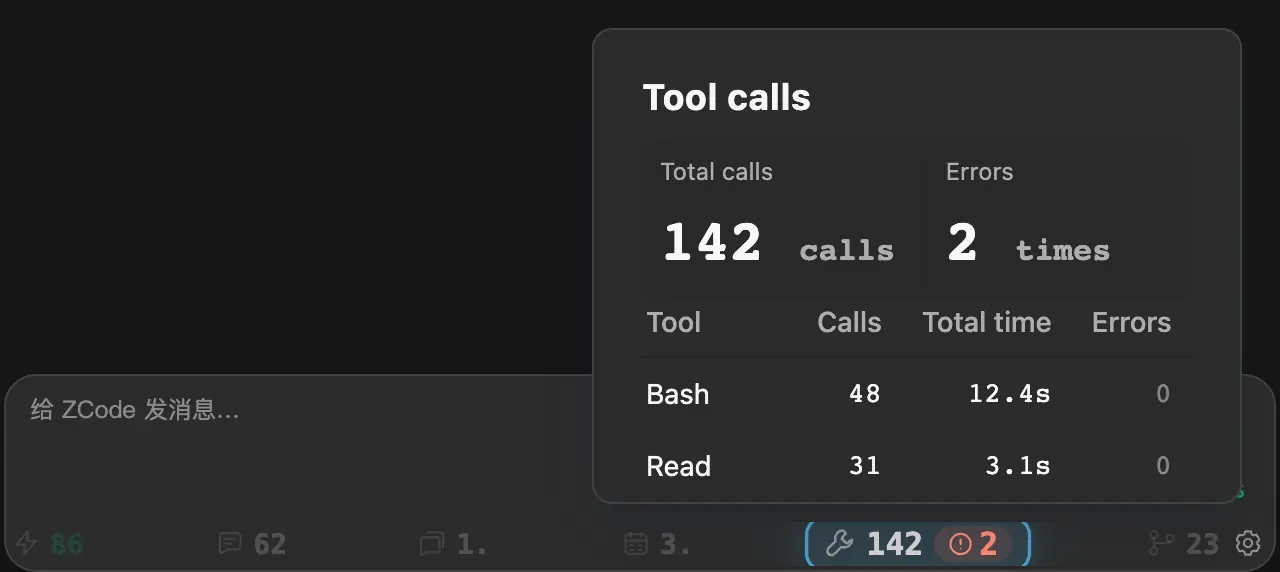 Tool calls
Total calls Errors
142 calls 2 times
Tool Calls Total time Errors
Bash 48 12.4s 0
Read 31 3.1s 0
给 ZCode 发消息...
86 62 1. 3. 142 2 23